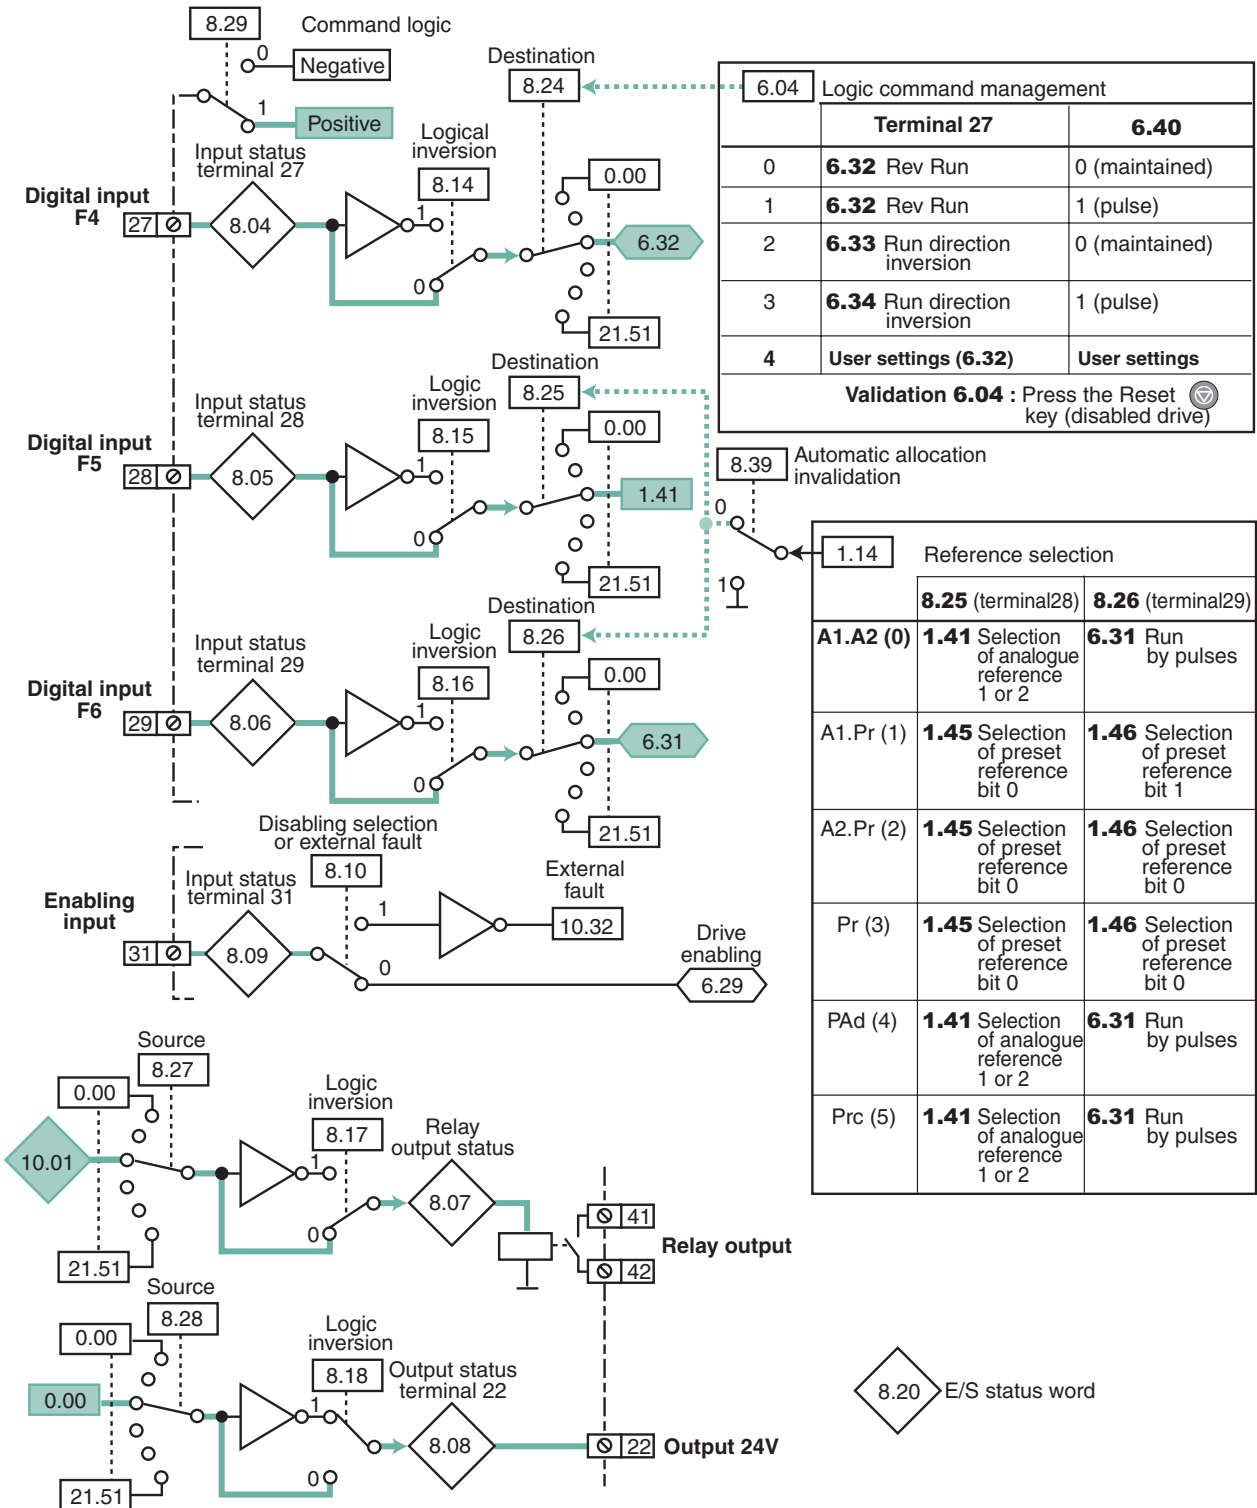 8.29
Command logic
0
Negative
1
Positive
Destination
8.24
Input status
terminal 27
Logical
inversion
8.14
0.00
Digital input
F4
27
8.04
1
6.32
0
21.51
6.04 Logic command management
Terminal 27 6.40
0 6.32 Rev Run 0 (maintained)
1 6.32 Rev Run 1 (pulse)
2 6.33 Run direction 0 (maintained)
inversion
3 6.34 Run direction 1 (pulse)
inversion
4 User settings (6.32) User settings
Validation 6.04 : Press the Reset
key (disabled drive)
Destination
8.25
Input status
terminal 28
Logic
inversion
8.15
0.00
Digital input
F5
28
8.05
1
1.41
0
21.51
8.39
Automatic allocation
invalidation
0
1
Destination
8.26
Input status
terminal 29
Logic
inversion
8.16
0.00
Digital input
F6
29
8.06
1
6.31
0
21.51
1.14 Reference selection
8.25 (terminal28) 8.26 (terminal29)
A1.A2 (0) 1.41 Selection 6.31 Run
of analogue by pulses
reference
1 or 2
A1.Pr (1) 1.45 Selection 1.46 Selection
of preset of preset
reference reference
bit 0 bit 1
A2.Pr (2) 1.45 Selection 1.46 Selection
of preset of preset
reference reference
bit 0 bit 0
Pr (3) 1.45 Selection 1.46 Selection
of preset of preset
reference reference
bit 0 bit 0
PAd (4) 1.41 Selection 6.31 Run
of analogue by pulses
reference
1 or 2
Prc (5) 1.41 Selection 6.31 Run
of analogue by pulses
reference
1 or 2
Disabling selection
or external fault
8.10
Input status
terminal 31
Enabling
input
31
8.09
1
0
External
fault
10.32
Drive
enabling
6.29
Source
8.27
0.00
10.01
21.51
Logic
inversion
8.17
1
0
Relay
output status
8.07
41
Relay output
42
Source
8.28
0.00
0.00
21.51
Logic
inversion
8.18
1
0
Output status
terminal 22
8.08
22
Output 24V
8.20
E/S status word